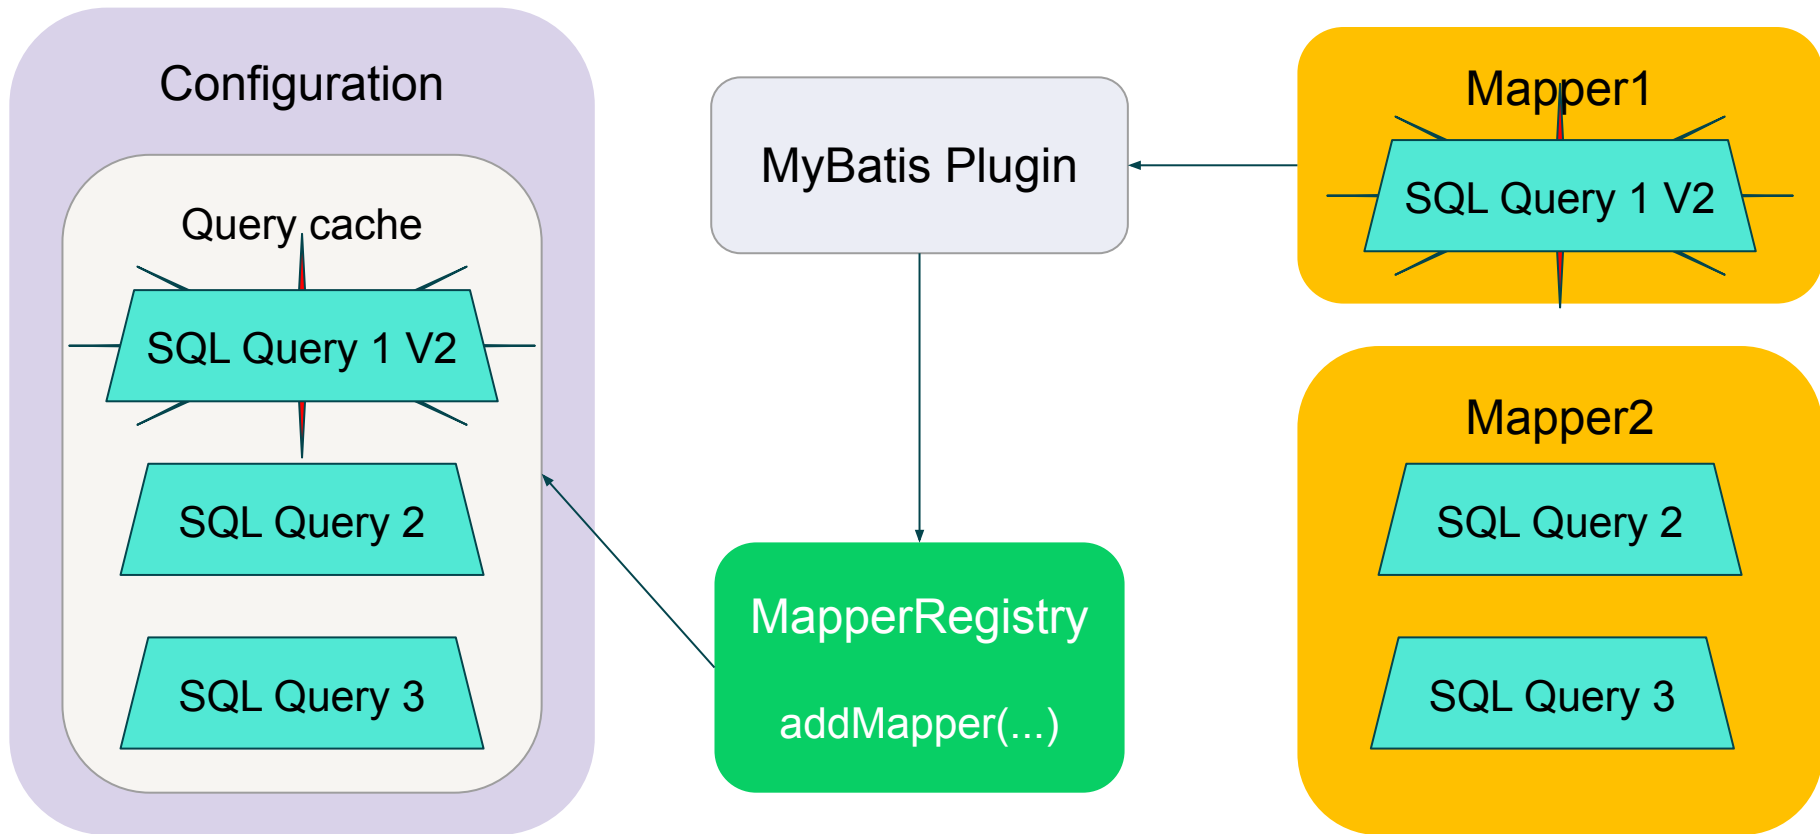 Configuration
Query cache
SQL Query 1 V2
SQL Query 2
SQL Query 3
MyBatis Plugin
MapperRegistry
addMapper(...)
Mapper1
SQL Query 1 V2
Mapper2
SQL Query 2
SQL Query 3